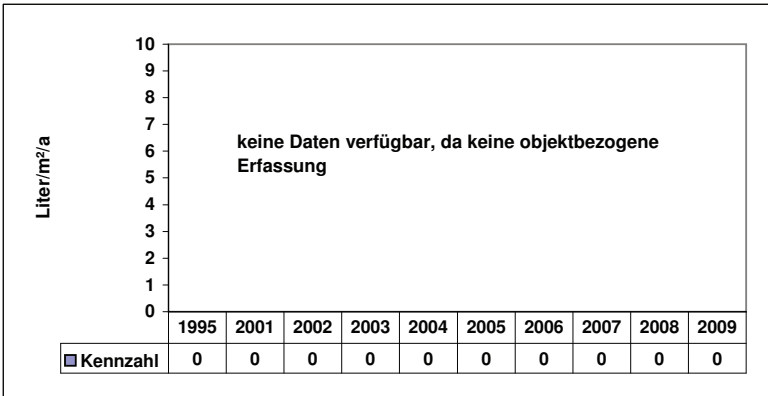 10
9
8
7
6
5
4
3
2
1
0
Liter/m²/a
keine Daten verfügbar, da keine objektbezogene
Erfassung
1995 2001 2002 2003 2004 2005 2006 2007 2008 2009
Kennzahl 0 0 0 0 0 0 0 0 0 0